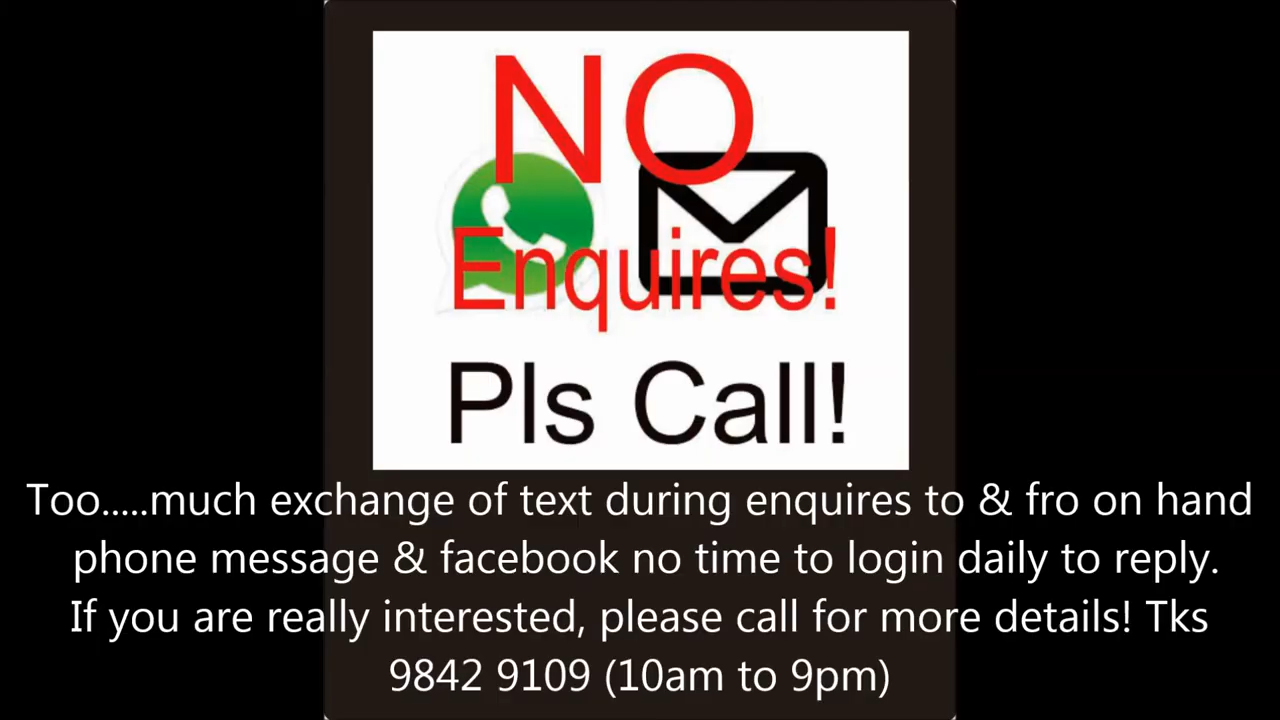 NO
Enquires!
Pls Call!
Too.....much exchange of text during enquires to & fro on hand
phone message & facebook no time to login daily to reply.
If you are really interested, please call for more details! Tks
9842 9109 (10am to 9pm)